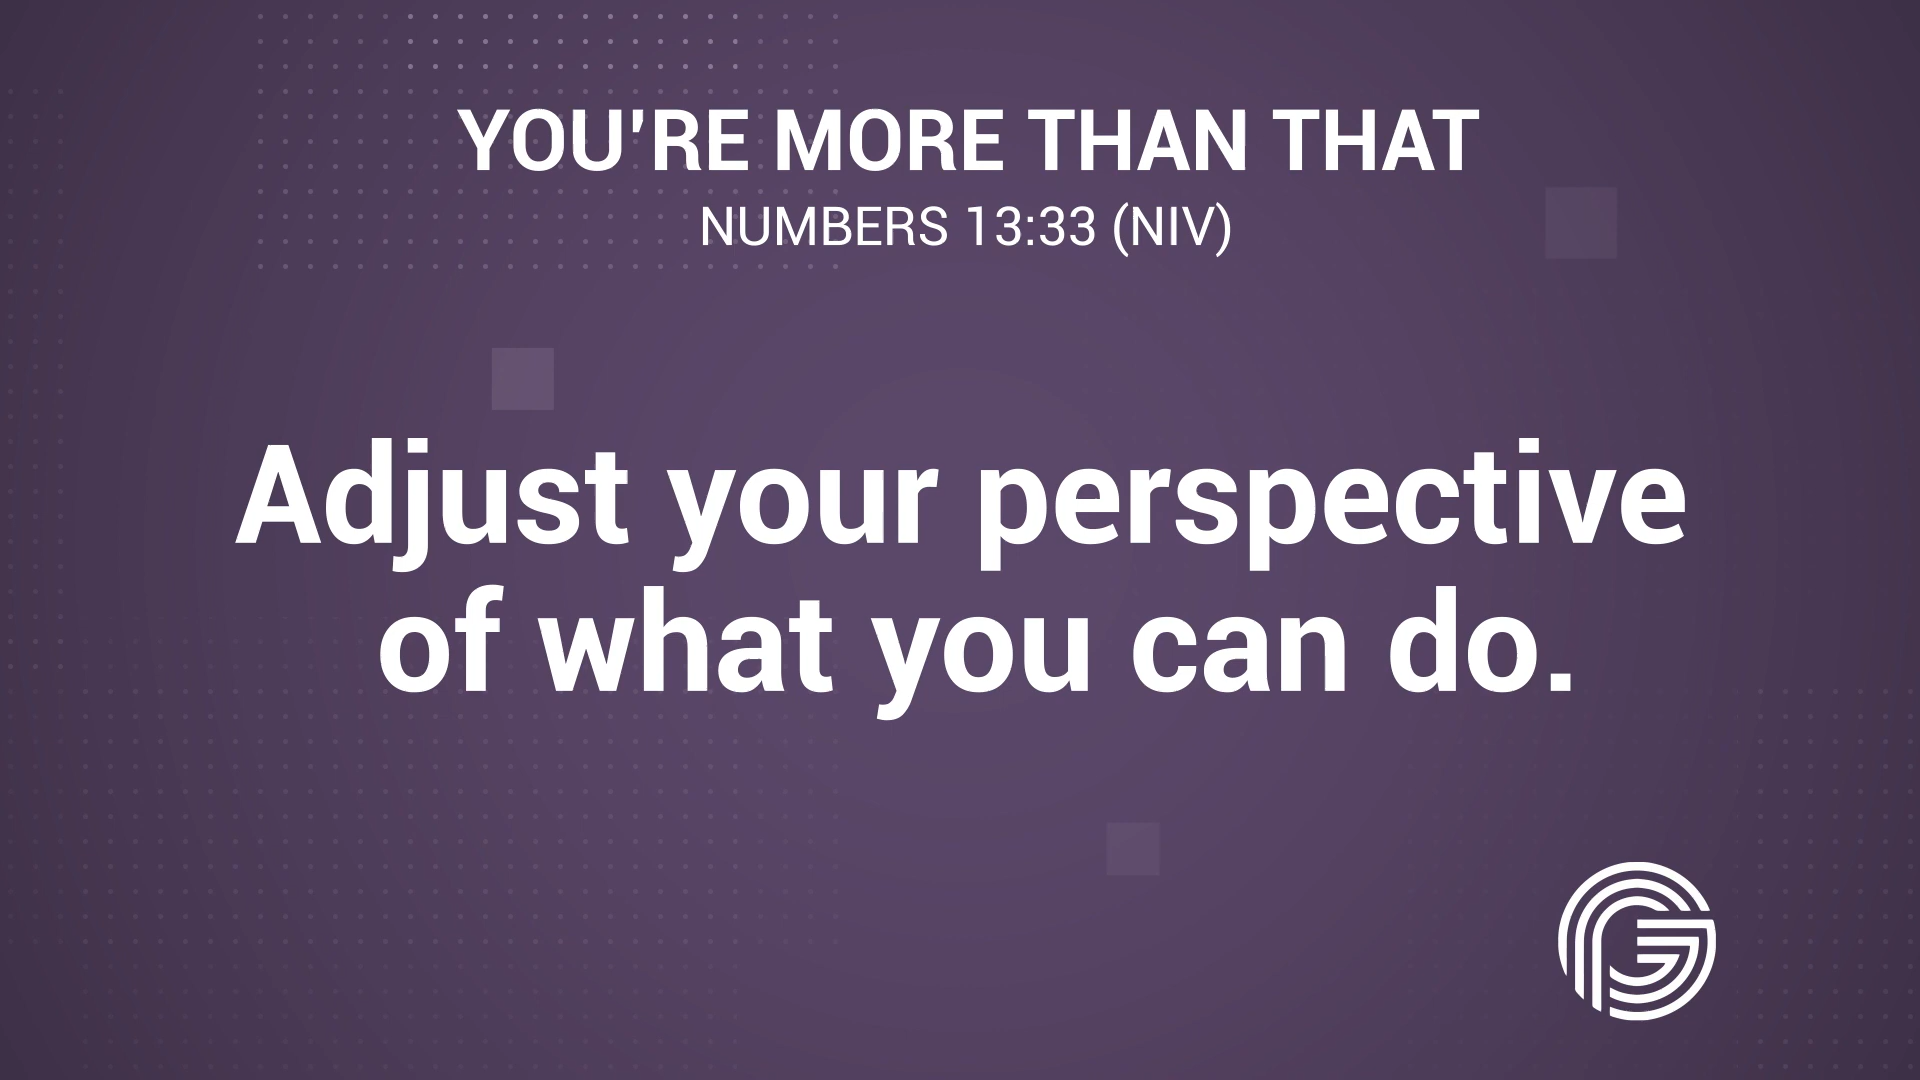 YOU'RE MORE THAN THAT
NUMBERS 13:33 (NIV)
Adjust your perspective
of what you can do.